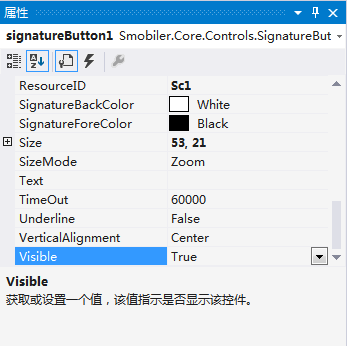 属性
signatureButton1 Smobiler.Core.Controls.SignatureBut
ResourceID Sc1
SignatureBackColor White
SignatureForeColor Black
Size 53, 21
SizeMode Zoom
Text
TimeOut 60000
Underline False
VerticalAlignment Center
Visible True
Visible
获取或设置一个值，该值指示是否显示该控件。